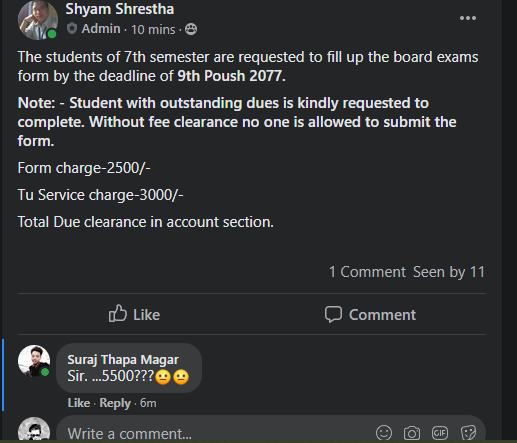 Shyam Shrestha
Admin · 10 mins ·
The students of 7th semester are requested to fill up the board exams
form by the deadline of 9th Poush 2077.
Note: - Student with outstanding dues is kindly requested to
complete. Without fee clearance no one is allowed to submit the
form.
Form charge-2500/-
Tu Service charge-3000/-
Total Due clearance in account section.
1 Comment Seen by 11
Like
Comment
Suraj Thapa Magar
Sir. ...5500???😐😐
Like · Reply · 6m
Write a comment...
GIF